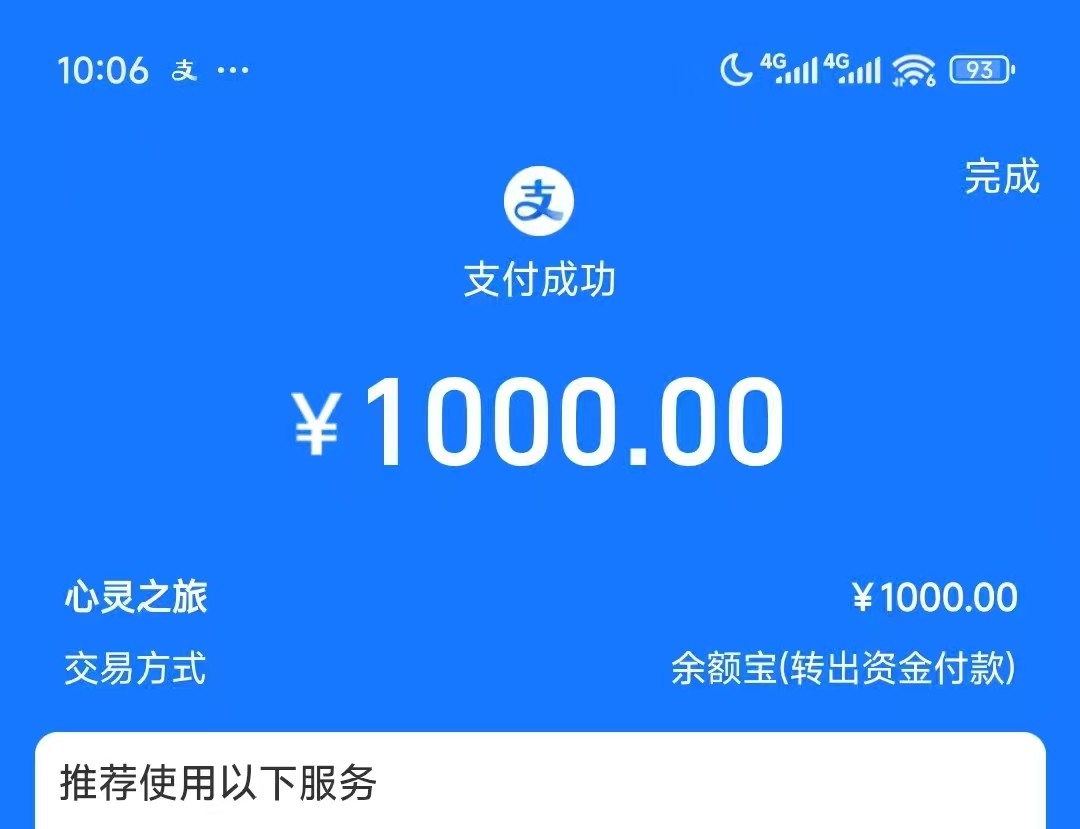 10:06 支 ... 4G 4G 6 93
完成
支
支付成功
¥1000.00
心灵之旅 ¥1000.00
交易方式 余额宝(转出资金付款)
推荐使用以下服务